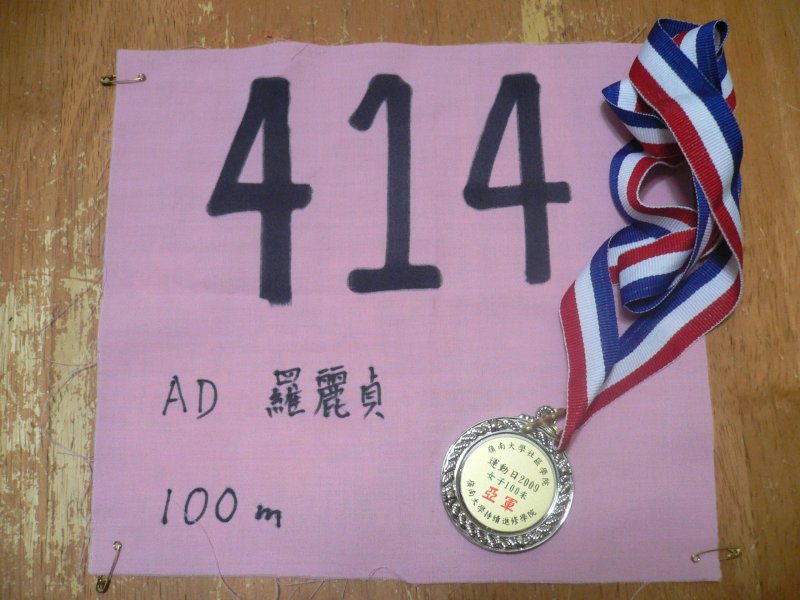 414
AD 羅麗貞
100m
嶺南大學社區學院
運動日2009
女子100米
亞軍
嶺南大學持續進修學院